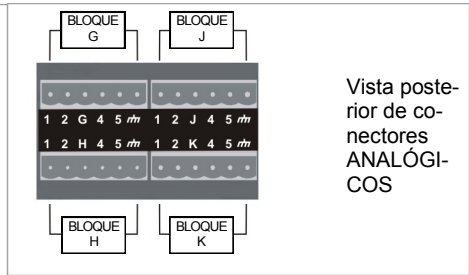 BLOQUE
G
BLOQUE
J
1 2 G 4 5 1 2 J 4 5
1 2 H 4 5 1 2 K 4 5
BLOQUE
H
BLOQUE
K
Vista poste-
rior de co-
nectores
ANALÓGI-
COS